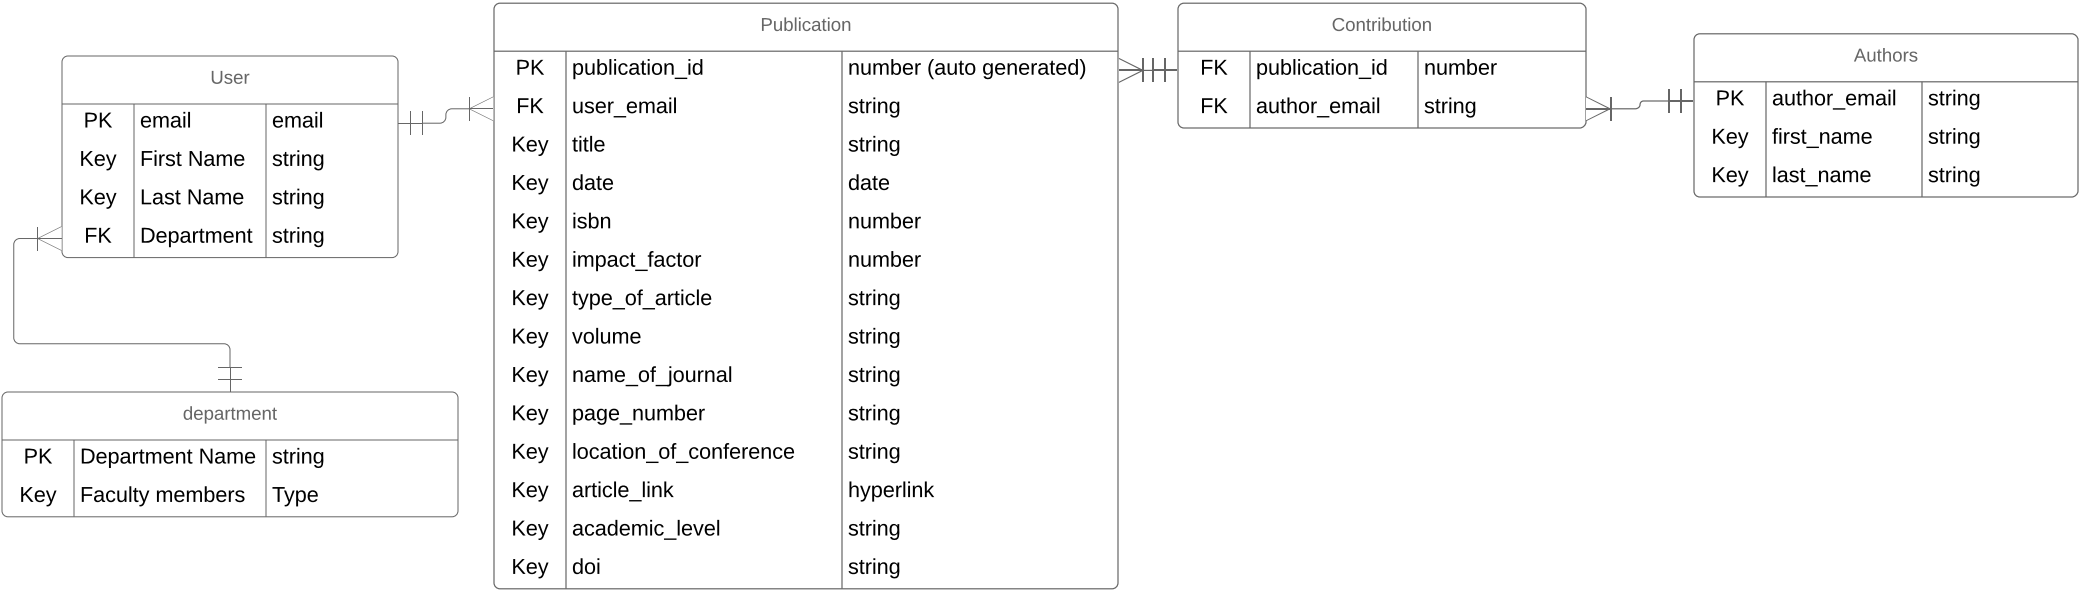 User
PK email email
Key First Name string
Key Last Name string
FK Department string
department
PK Department Name string
Key Faculty members Type
Publication
PK publication_id number (auto generated)
FK user_email string
Key title string
Key date date
Key isbn number
Key impact_factor number
Key type_of_article string
Key volume string
Key name_of_journal string
Key page_number string
Key location_of_conference string
Key article_link hyperlink
Key academic_level string
Key doi string
Contribution
FK publication_id number
FK author_email string
Authors
PK author_email string
Key first_name string
Key last_name string